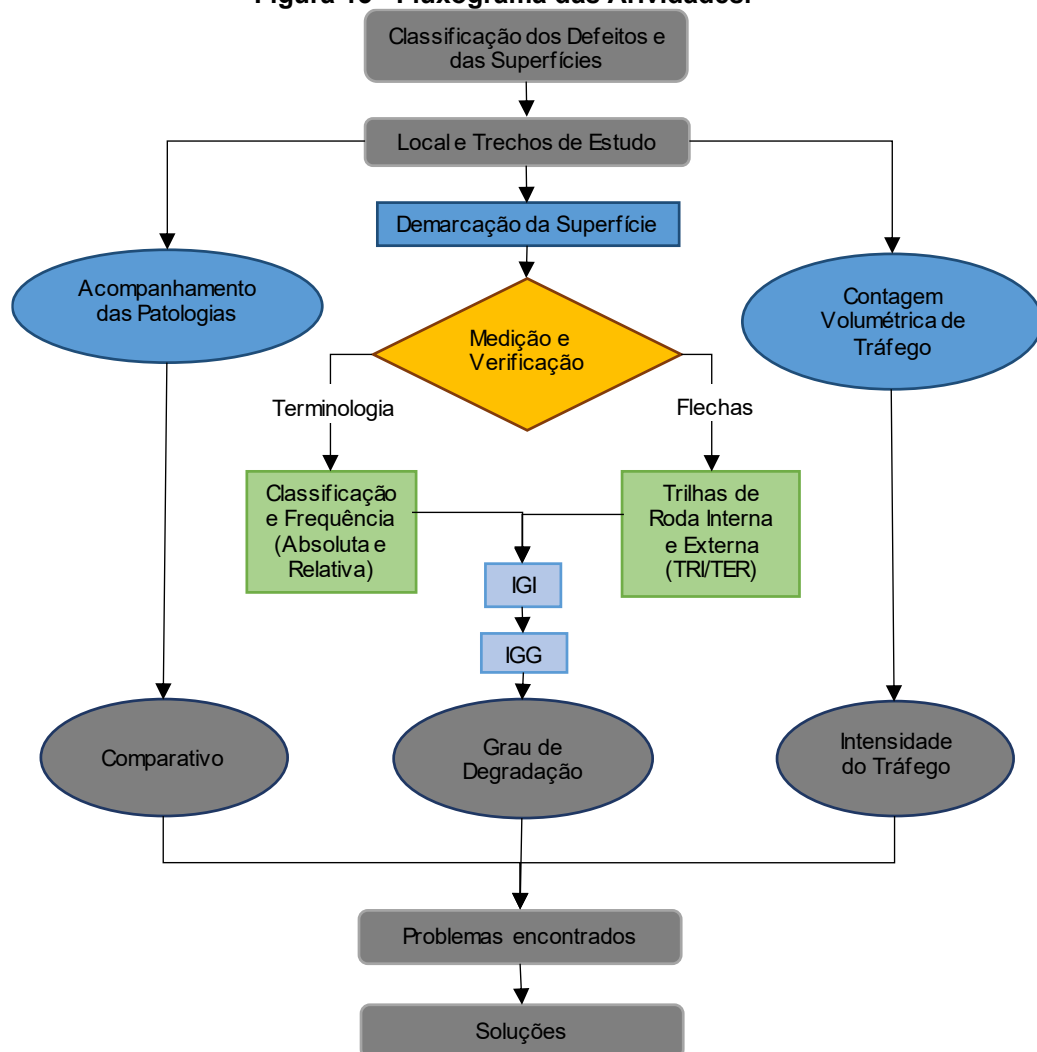 Classificação dos Defeitos e
das Superfícies
Local e Trechos de Estudo
Demarcação da Superfície
Acompanhamento
das Patologias
Medição e
Verificação
Contagem
Volumétrica de
Tráfego
Terminologia
Flechas
Classificação
e Frequência
(Absoluta e
Relativa)
Trilhas de
Roda Interna
e Externa
(TRI/TER)
IGI
IGG
Comparativo
Grau de
Degradação
Intensidade
do Tráfego
Problemas encontrados
Soluções